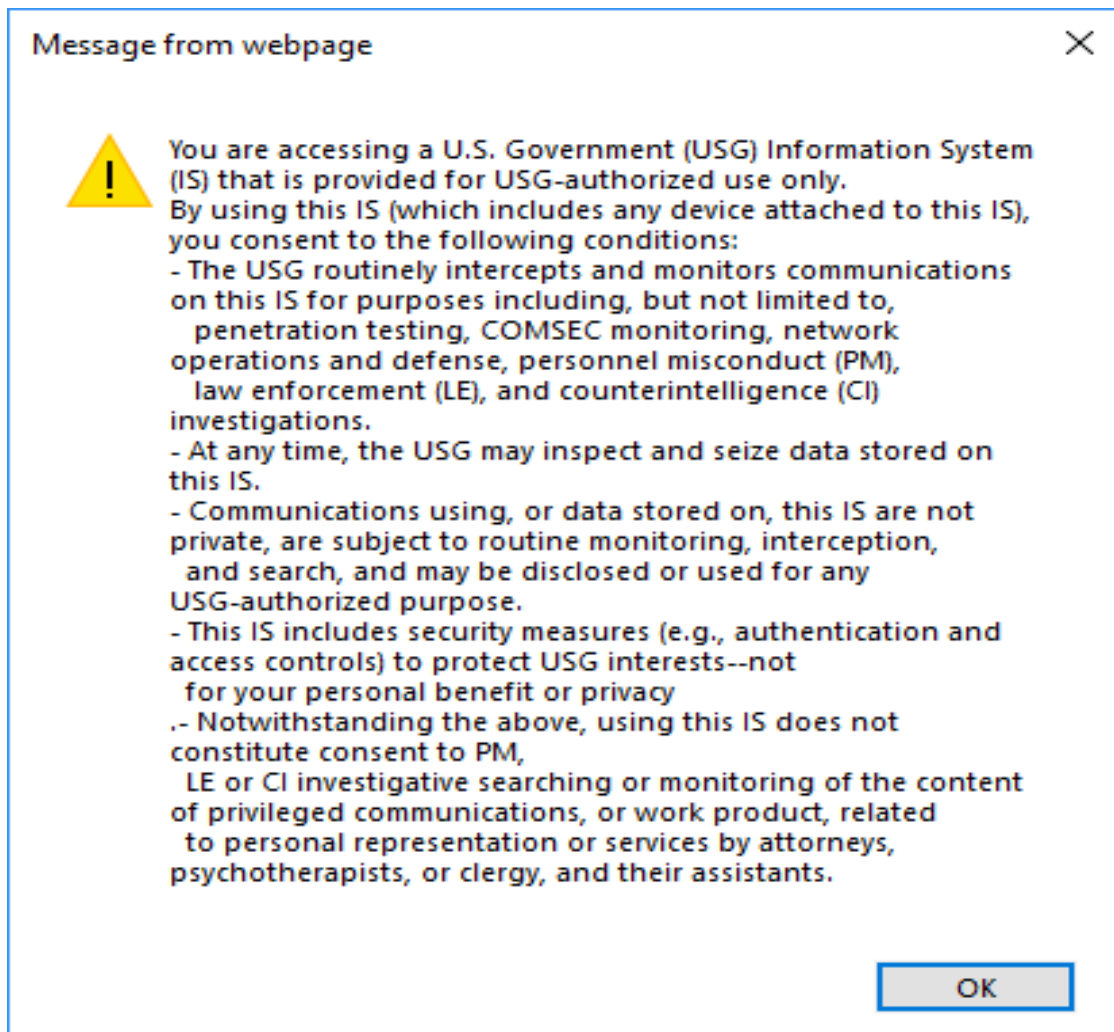 Message from webpage
You are accessing a U.S. Government (USG) Information System
(IS) that is provided for USG-authorized use only.
By using this IS (which includes any device attached to this IS),
you consent to the following conditions:
- The USG routinely intercepts and monitors communications
on this IS for purposes including, but not limited to,
penetration testing, COMSEC monitoring, network
operations and defense, personnel misconduct (PM),
law enforcement (LE), and counterintelligence (CI)
investigations.
- At any time, the USG may inspect and seize data stored on
this IS.
- Communications using, or data stored on, this IS are not
private, are subject to routine monitoring, interception,
and search, and may be disclosed or used for any
USG-authorized purpose.
- This IS includes security measures (e.g., authentication and
access controls) to protect USG interests--not
for your personal benefit or privacy
.- Notwithstanding the above, using this IS does not
constitute consent to PM,
LE or CI investigative searching or monitoring of the content
of privileged communications, or work product, related
to personal representation or services by attorneys,
psychotherapists, or clergy, and their assistants.
OK